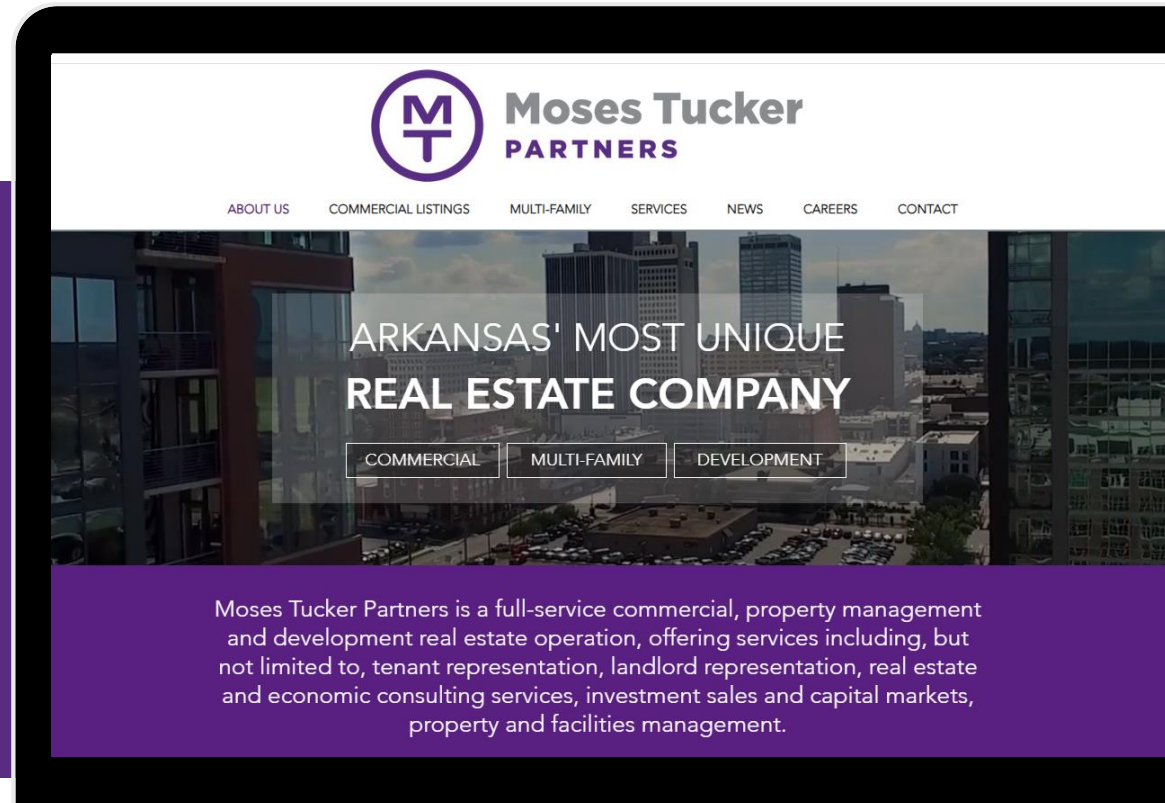 MT
Moses Tucker
PARTNERS
ABOUT US COMMERCIAL LISTINGS MULTI-FAMILY SERVICES NEWS CAREERS CONTACT
ARKANSAS' MOST UNIQUE
REAL ESTATE COMPANY
COMMERCIAL MULTI-FAMILY DEVELOPMENT
Moses Tucker Partners is a full-service commercial, property management
and development real estate operation, offering services including, but
not limited to, tenant representation, landlord representation, real estate
and economic consulting services, investment sales and capital markets,
property and facilities management.